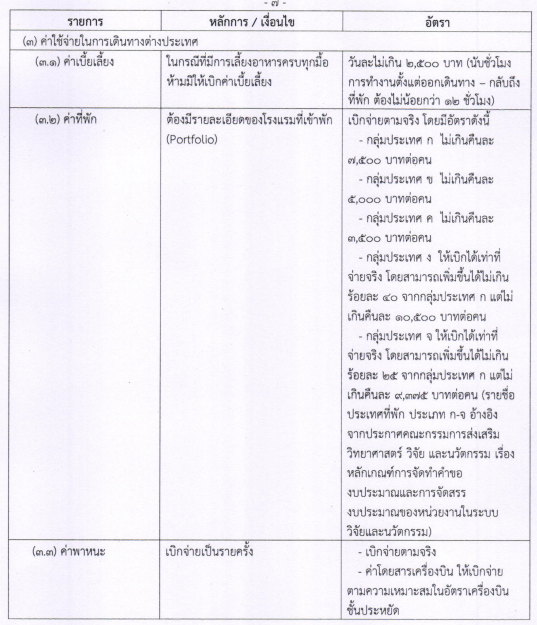 - ๗ -
รายการ
หลักการ / เงื่อนไข
อัตรา
(๓) ค่าใช้จ่ายในการเดินทางต่างประเทศ
(๓.๑) ค่าเบี้ยเลี้ยง
ในกรณีที่มีการเลี้ยงอาหารครบทุกมื้อ
ห้ามมิให้เบิกค่าเบี้ยเลี้ยง
วันละไม่เกิน ๒,๕๐๐ บาท (นับชั่วโมง
การทำงานตั้งแต่ออกเดินทาง – กลับถึง
ที่พัก ต้องไม่น้อยกว่า ๑๒ ชั่วโมง)
(๓.๒) ค่าที่พัก
ต้องมีรายละเอียดของโรงแรมที่เข้าพัก
(Portfolio)
เบิกจ่ายตามจริง โดยมีอัตราดังนี้
- กลุ่มประเทศ ก ไม่เกินคืนละ
๗,๕๐๐ บาทต่อคน
- กลุ่มประเทศ ข ไม่เกินคืนละ
๕,๐๐๐ บาทต่อคน
- กลุ่มประเทศ ค ไม่เกินคืนละ
๓,๕๐๐ บาทต่อคน
- กลุ่มประเทศ ง ให้เบิกได้เท่าที่
จ่ายจริง โดยสามารถเพิ่มขึ้นได้ไม่เกิน
ร้อยละ ๔๐ จากกลุ่มประเทศ ก แต่ไม่
เกินคืนละ ๑๐,๕๐๐ บาทต่อคน
- กลุ่มประเทศ จ ให้เบิกได้เท่าที่
จ่ายจริง โดยสามารถเพิ่มขึ้นได้ไม่เกิน
ร้อยละ ๒๕ จากกลุ่มประเทศ ก แต่ไม่
เกินคืนละ ๙,๓๗๕ บาทต่อคน (รายชื่อ
ประเทศที่พัก ประเภท ก-จ อ้างอิง
จากประกาศคณะกรรมการส่งเสริม
วิทยาศาสตร์ วิจัย และนวัตกรรม เรื่อง
หลักเกณฑ์การจัดทำคำขอ
งบประมาณและการจัดสรร
งบประมาณของหน่วยงานในระบบ
วิจัยและนวัตกรรม)
(๓.๓) ค่าพาหนะ
เบิกจ่ายเป็นรายครั้ง
- เบิกจ่ายตามจริง
- ค่าโดยสารเครื่องบิน ให้เบิกจ่าย
ตามความเหมาะสมในอัตราเครื่องบิน
ชั้นประหยัด